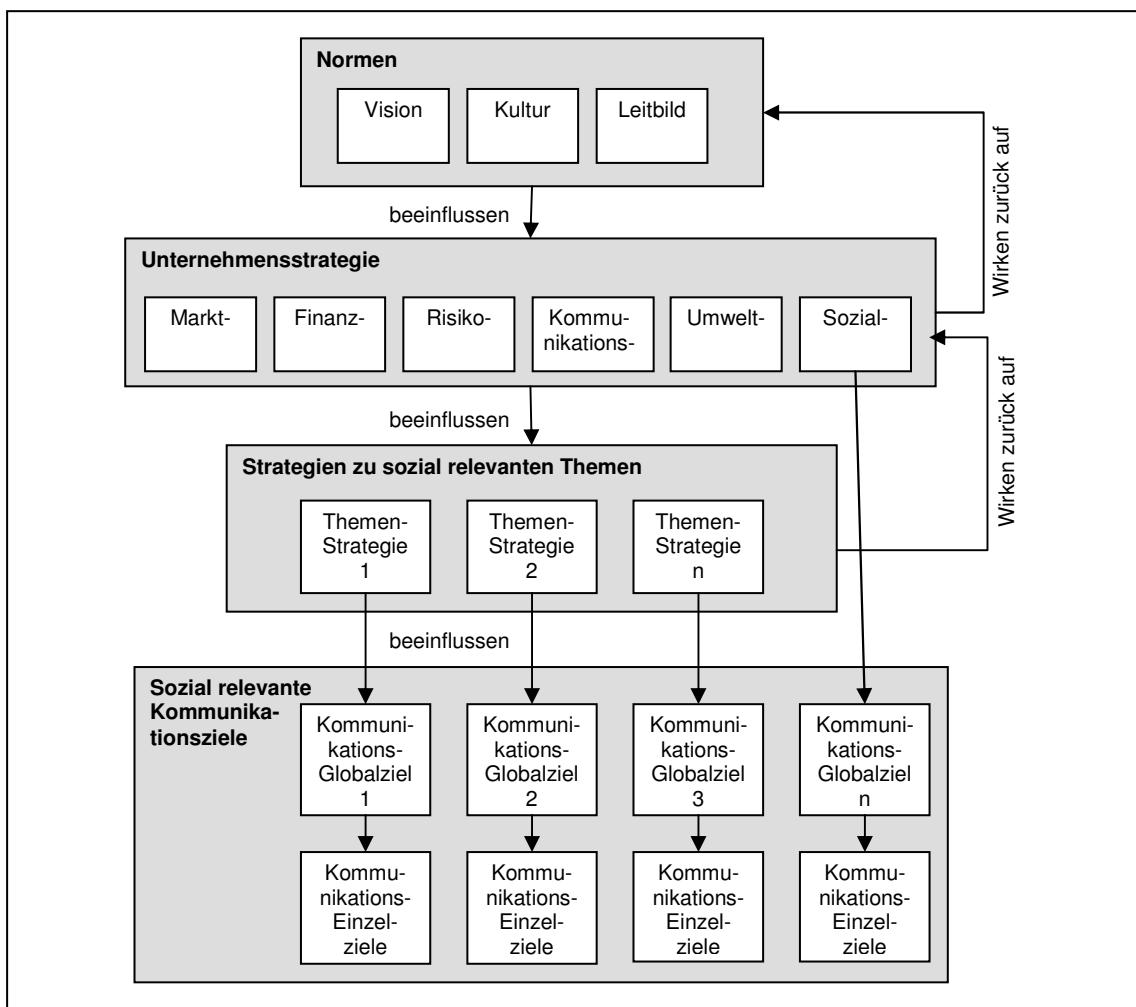 Normen
Vision
Kultur
Leitbild
Wirken zurück auf
beeinflussen
Unternehmensstrategie
Markt-
Finanz-
Risiko-
Kommu-
nikations-
Umwelt-
Sozial-
Wirken zurück auf
beeinflussen
Strategien zu sozial relevanten Themen
Themen-
Strategie
1
Themen-
Strategie
2
Themen-
Strategie
n
beeinflussen
Sozial relevante
Kommunika-
tionsziele
Kommuni-
kations-
Globalziel
1
Kommuni-
kations-
Globalziel
2
Kommuni-
kations-
Globalziel
3
Kommuni-
kations-
Globalziel
n
Kommu-
nikations-
Einzel-
ziele
Kommu-
nikations-
Einzel-
ziele
Kommu-
nikations-
Einzel-
ziele
Kommu-
nikations-
Einzel-
ziele